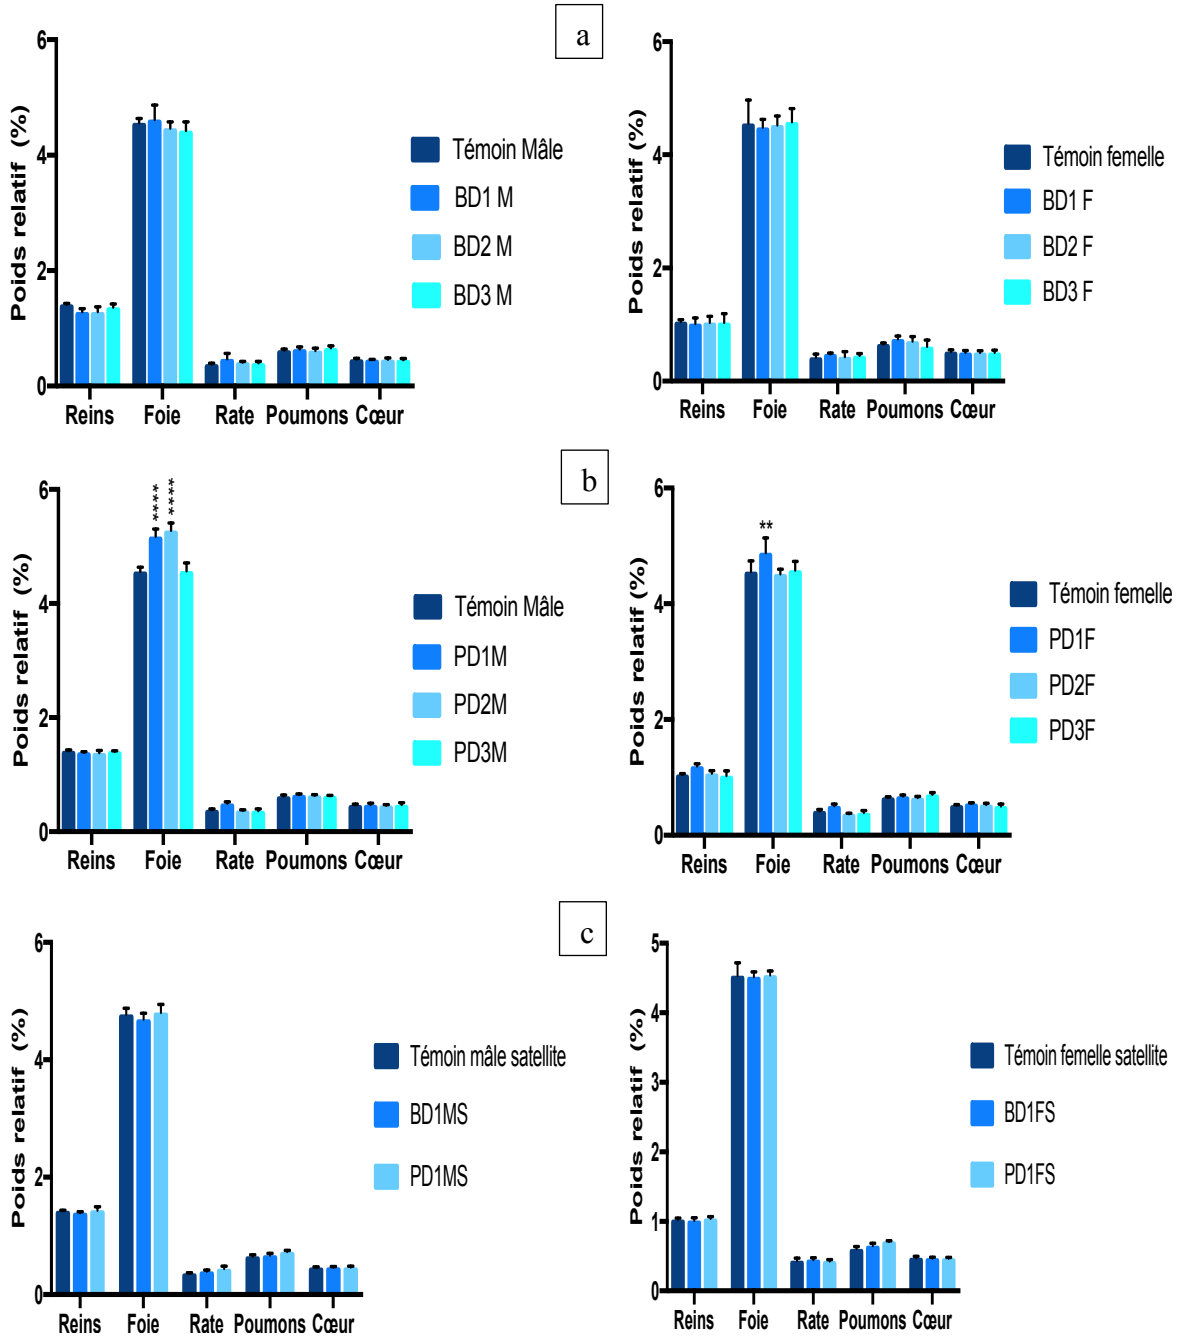 a
6
4
2
0
Poids relatif (%)
Reins Foie Rate Poumons Cœur
Témoin Mâle
BD1 M
BD2 M
BD3 M
6
4
2
0
Poids relatif (%)
Reins Foie Rate Poumons Cœur
Témoin femelle
BD1 F
BD2 F
BD3 F
b
6
4
2
0
Poids relatif (%)
**** ****
Reins Foie Rate Poumons Cœur
Témoin Mâle
PD1M
PD2M
PD3M
6
4
2
0
Poids relatif (%)
**
Reins Foie Rate Poumons Cœur
Témoin femelle
PD1F
PD2F
PD3F
c
6
4
2
0
Poids relatif (%)
Reins Foie Rate Poumons Cœur
Témoin mâle satellite
BD1MS
PD1MS
5
4
5
2
1
0
Poids relatif (%)
Reins Foie Rate Poumons Cœur
Témoin femelle satellite
BD1FS
PD1FS